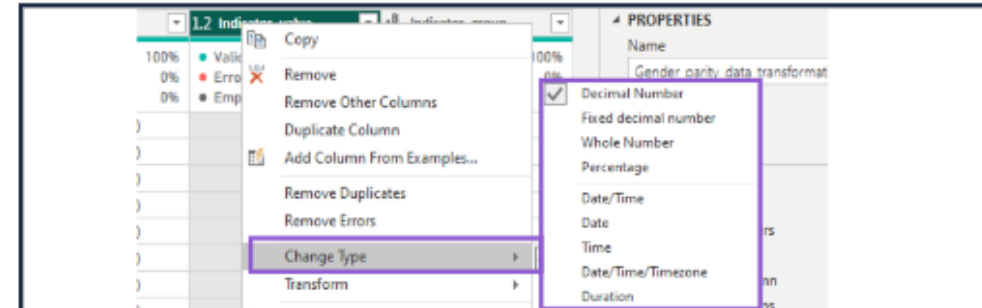 1.2 Indicator_value
Indicator_group
PROPERTIES
Name
Gender parity data transformat
100%
0%
0%
100%
0%
Copy
Remove
Remove Other Columns
Duplicate Column
Add Column From Examples...
Remove Duplicates
Remove Errors
Change Type
Transform
Decimal Number
Fixed decimal number
Whole Number
Percentage
Date/Time
Date
Time
Date/Time/Timezone
Duration